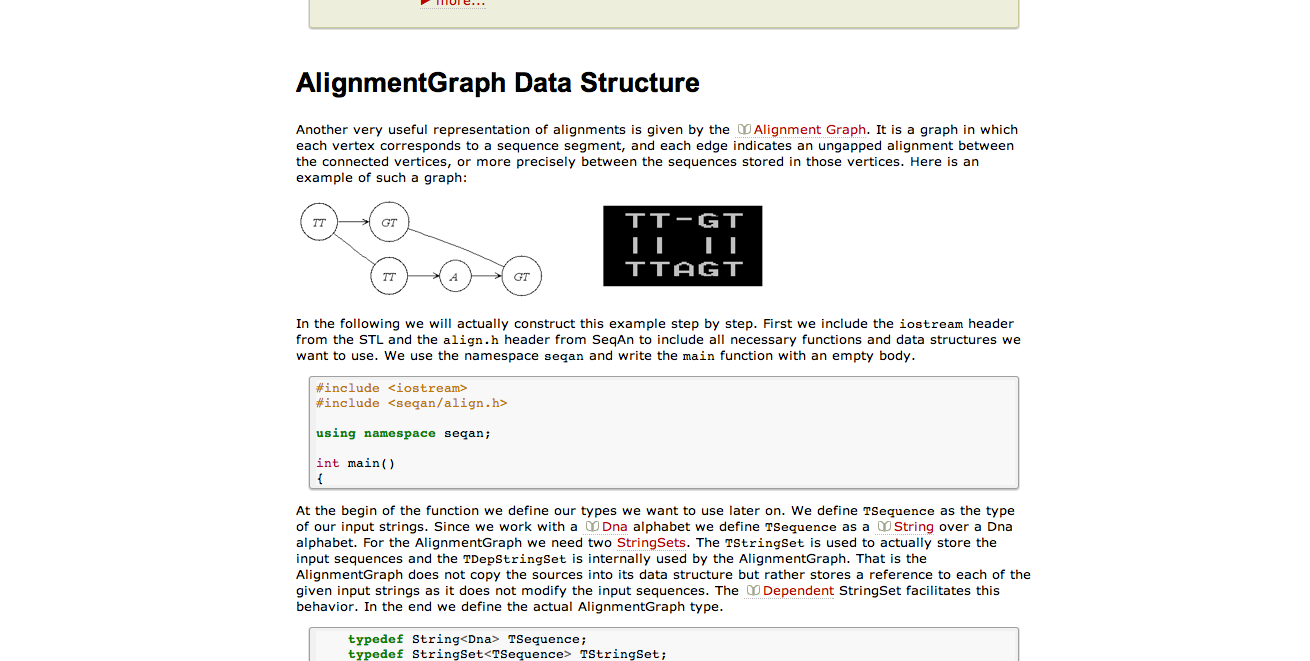 ▶ more...
AlignmentGraph Data Structure
Another very useful representation of alignments is given by the Alignment Graph. It is a graph in which
each vertex corresponds to a sequence segment, and each edge indicates an ungapped alignment between
the connected vertices, or more precisely between the sequences stored in those vertices. Here is an
example of such a graph:
TT GT
TT A GT
TT-GT
|| ||
TTAGT
In the following we will actually construct this example step by step. First we include the iostream header
from the STL and the align.h header from SeqAn to include all necessary functions and data structures we
want to use. We use the namespace seqan and write the main function with an empty body.
#include <iostream>
#include <seqan/align.h>
using namespace seqan;
int main()
{
At the begin of the function we define our types we want to use later on. We define TSequence as the type
of our input strings. Since we work with a Dna alphabet we define TSequence as a String over a Dna
alphabet. For the AlignmentGraph we need two StringSets. The TStringSet is used to actually store the
input sequences and the TDepStringSet is internally used by the AlignmentGraph. That is the
AlignmentGraph does not copy the sources into its data structure but rather stores a reference to each of the
given input strings as it does not modify the input sequences. The Dependent StringSet facilitates this
behavior. In the end we define the actual AlignmentGraph type.
typedef String<Dna> TSequence;
typedef StringSet<TSequence> TStringSet;